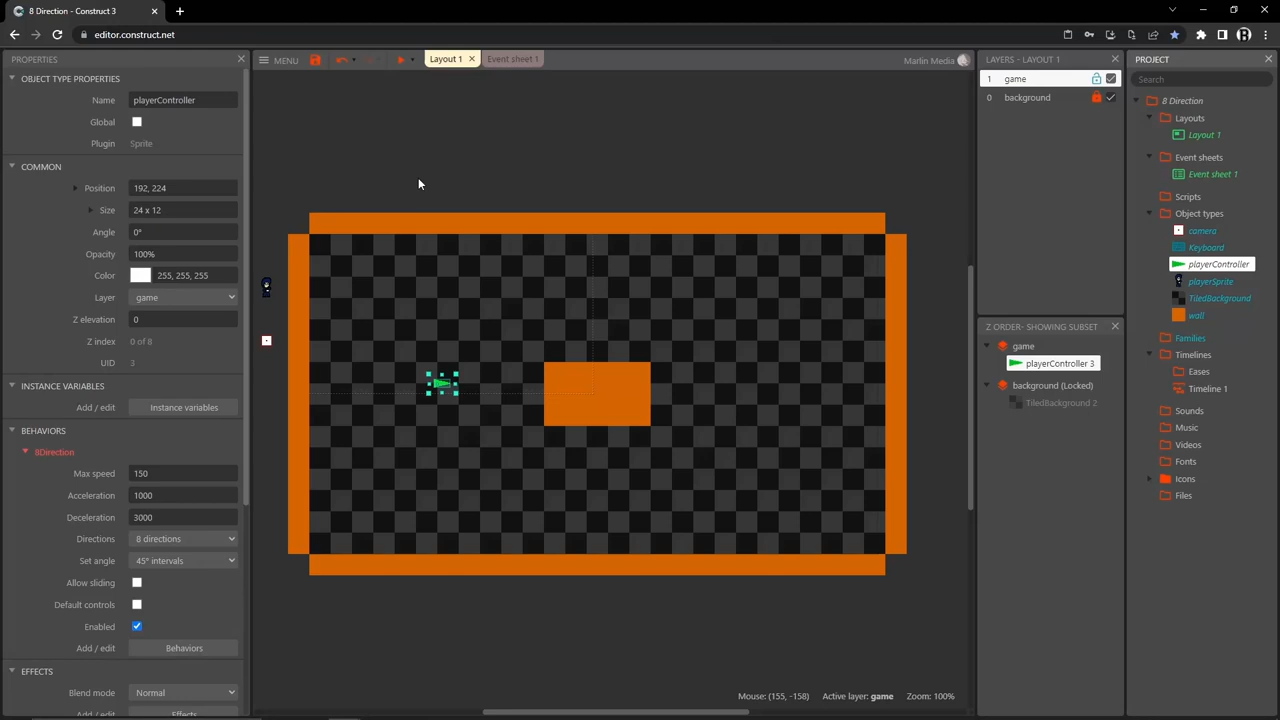 8 Direction - Construct 3
editor.construct.net
PROPERTIES
OBJECT TYPE PROPERTIES
Name playerController
Global
Plugin Sprite
COMMON
Position 192, 224
Size 24 x 12
Angle 0°
Opacity 100%
Color 255, 255, 255
Layer game
Z elevation 0
Z index 0 of 8
UID 3
INSTANCE VARIABLES
Add / edit Instance variables
BEHAVIORS
8Direction
Max speed 150
Acceleration 1000
Deceleration 3000
Directions 8 directions
Set angle 45° intervals
Allow sliding
Default controls
Enabled
Add / edit Behaviors
EFFECTS
Blend mode Normal
Add / edit Effects
MENU
Layout 1
Event sheet 1
Marlin Media
Mouse: (155, -158) Active layer: game Zoom: 100%
LAYERS - LAYOUT 1
1 game
0 background
Z ORDER- SHOWING SUBSET
game
playerController 3
background (Locked)
TiledBackground 2
PROJECT
Search
8 Direction
Layouts
Layout 1
Event sheets
Event sheet 1
Scripts
Object types
camera
Keyboard
playerController
playerSprite
TiledBackground
wall
Families
Timelines
Eases
Timeline 1
Sounds
Music
Videos
Fonts
Icons
Files